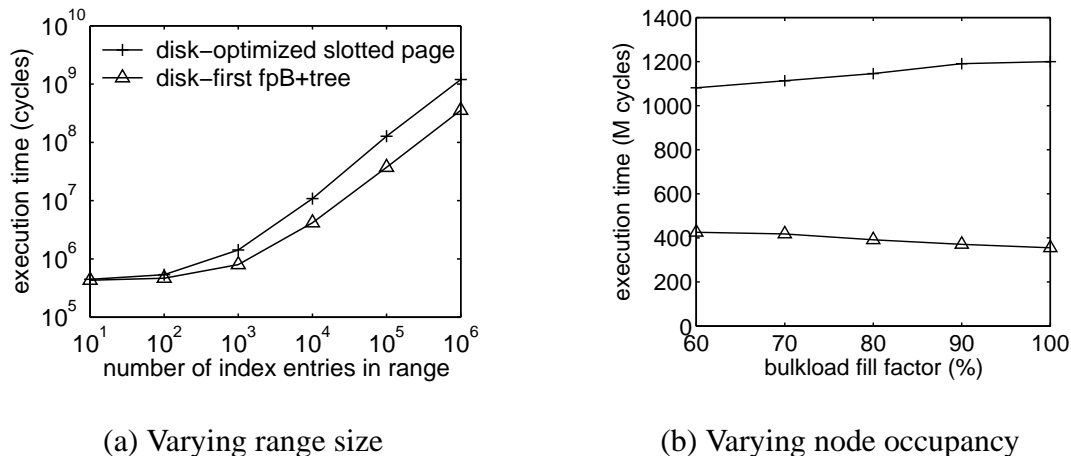 10^10
10^9
10^8
10^7
10^6
10^5
execution time (cycles)
disk-optimized slotted page
disk-first fpB+tree
10^1 10^2 10^3 10^4 10^5 10^6
number of index entries in range
(a) Varying range size
1400
1200
1000
800
600
400
200
0
execution time (M cycles)
60 70 80 90 100
bulkload fill factor (%)
(b) Varying node occupancy